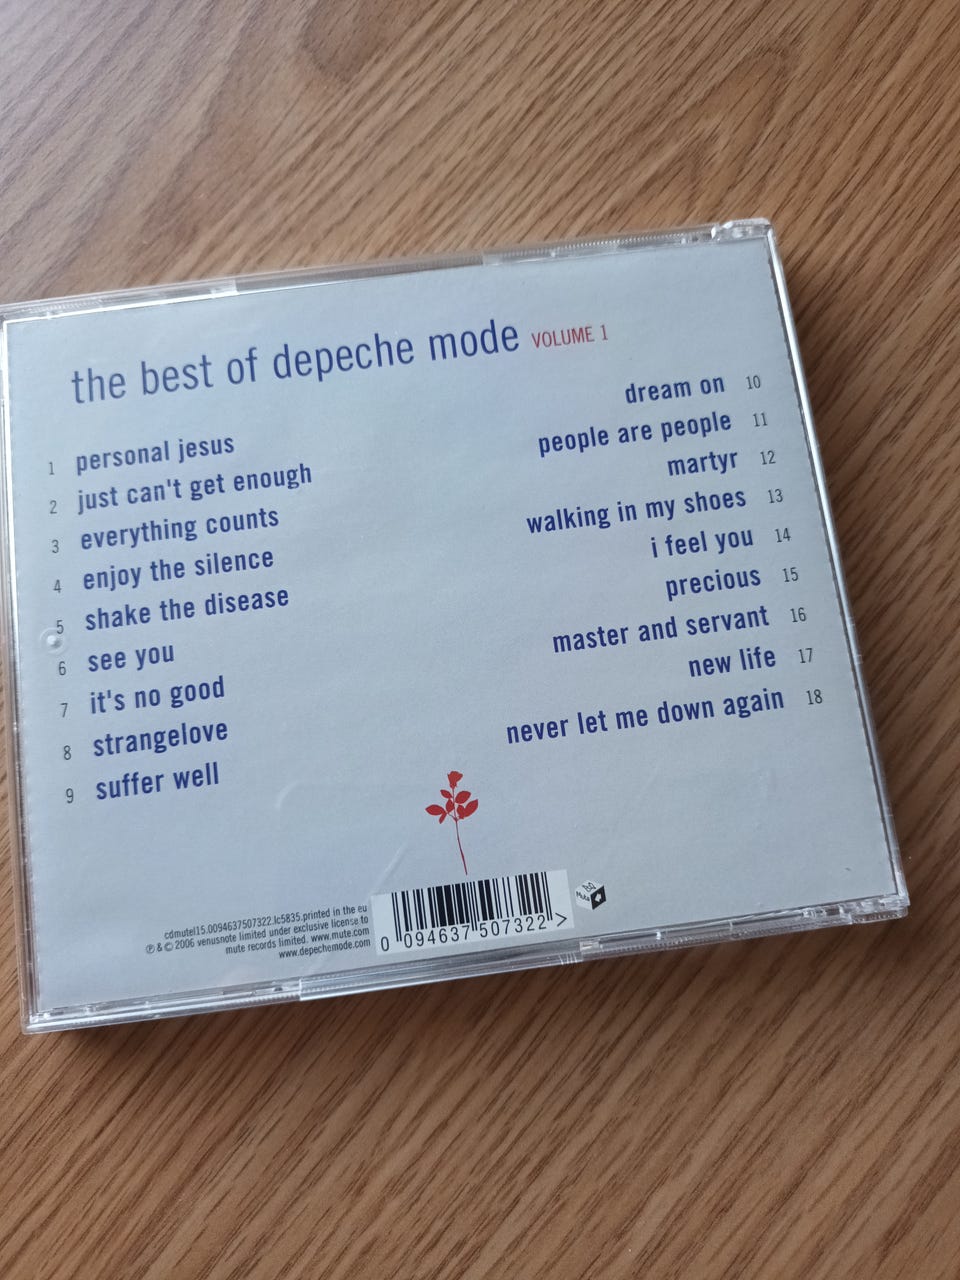 the best of depeche mode VOLUME 1
1 personal jesus
2 just can't get enough
3 everything counts
4 enjoy the silence
5 shake the disease
6 see you
7 it's no good
8 strangelove
9 suffer well
dream on 10
people are people 11
martyr 12
walking in my shoes 13
i feel you 14
precious 15
master and servant 16
new life 17
never let me down again 18
cdmutel15.0094637507322.lc5835.printed in the eu
℗ & © 2006 venusnote limited under exclusive license to
mute records limited. www.mute.com
www.depechemode.com
0 094637 507322 >
Mute